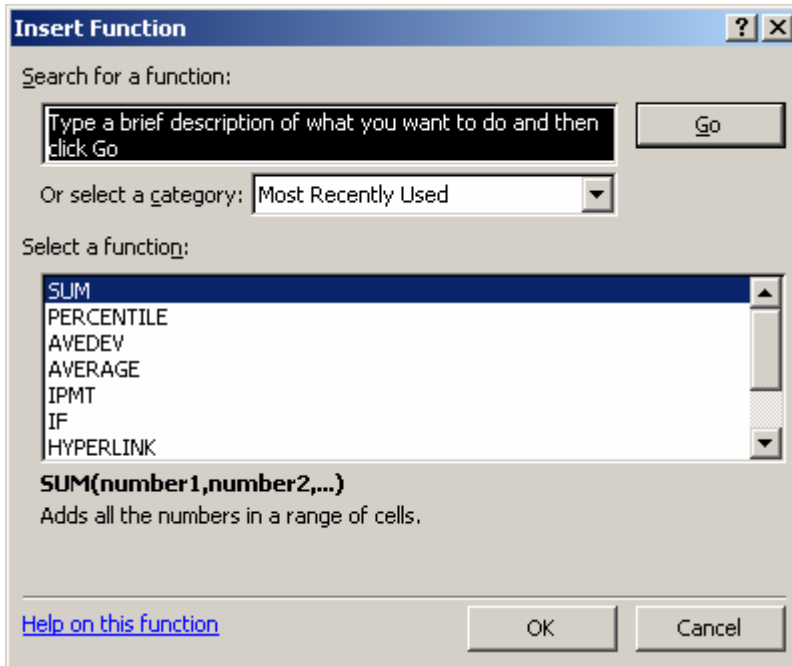 Insert Function
Search for a function:
Type a brief description of what you want to do and then
click Go
Go
Or select a category: Most Recently Used
Select a function:
SUM
PERCENTILE
AVEDEV
AVERAGE
IPMT
IF
HYPERLINK
SUM(number1,number2,...)
Adds all the numbers in a range of cells.
Help on this function
OK
Cancel